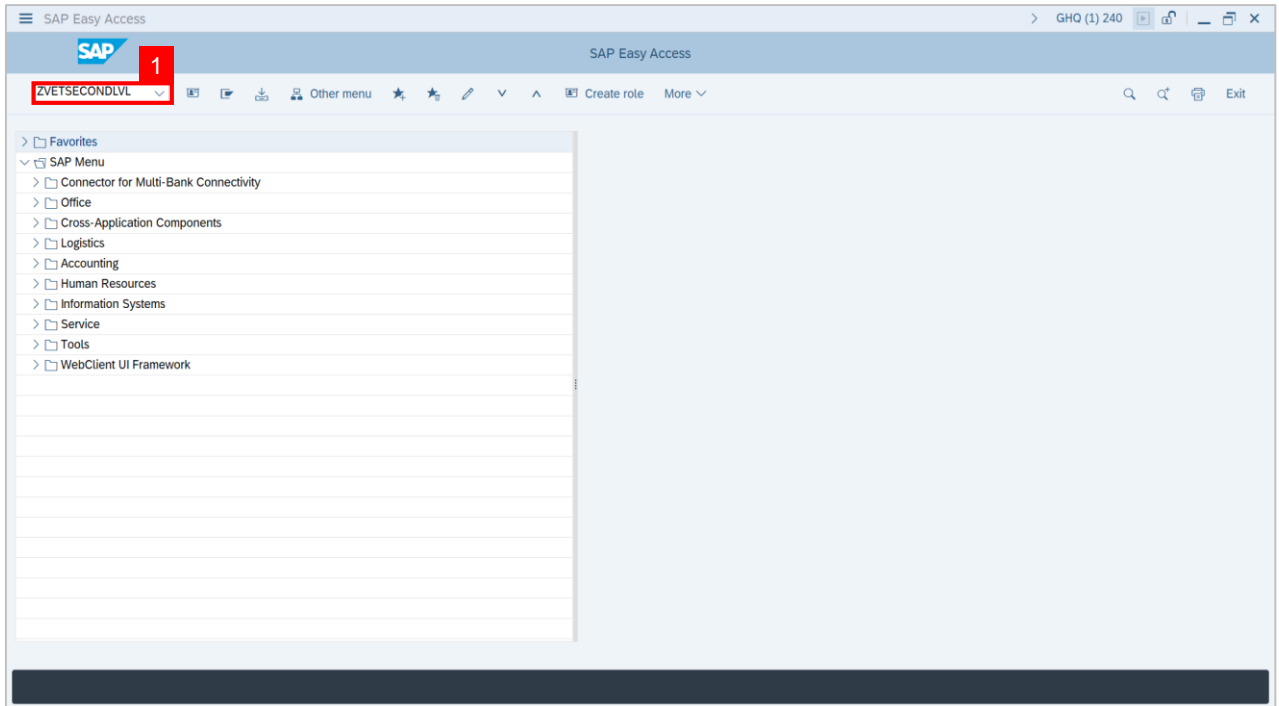 SAP Easy Access GHQ (1) 240
SAP SAP Easy Access
1
ZVETSECONDLVL Other menu Create role More Exit
Favorites
SAP Menu
Connector for Multi-Bank Connectivity
Office
Cross-Application Components
Logistics
Accounting
Human Resources
Information Systems
Service
Tools
WebClient UI Framework